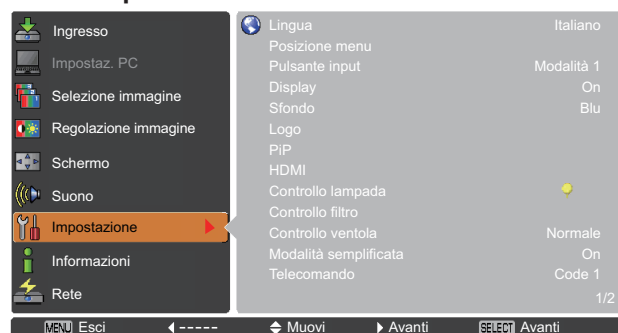 Ingresso
Impostaz. PC
Selezione immagine
Regolazione immagine
Schermo
Suono
Impostazione
Informazioni
Rete
Lingua Italiano
Posizione menu
Pulsante input Modalità 1
Display On
Sfondo Blu
Logo
PiP
HDMI
Controllo lampada
Controllo filtro
Controllo ventola Normale
Modalità semplificata On
Telecomando Code 1
1/2
MENU Esci ----- Muovi Avanti SELECT Avanti